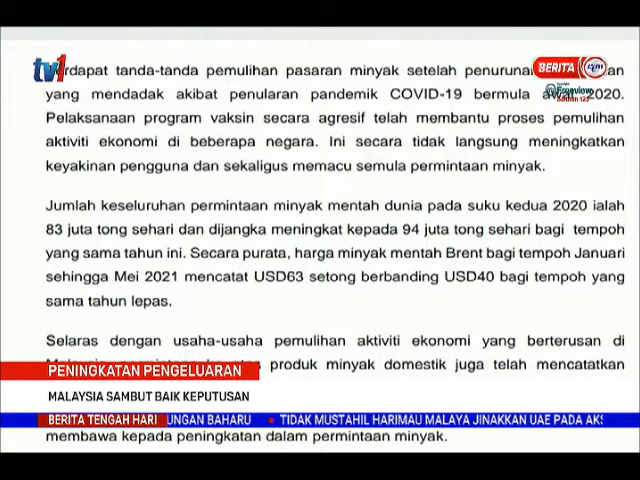 tv1
BERITA
Terdapat tanda-tanda pemulihan pasaran minyak setelah
yang mendadak akibat penularan pandemik COVID-19 bermula awal 2020.
Freeview
Saluran 123
Pelaksanaan program vaksin secara agresif telah membantu proses pemulihan
aktiviti ekonomi di beberapa negara. Ini secara tidak langsung meningkatkan
keyakinan pengguna dan sekaligus memacu semula permintaan minyak.
Jumlah keseluruhan permintaan minyak mentah dunia pada suku kedua 2020 ialah
83 juta tong sehari dan dijangka meningkat kepada 94 juta tong sehari bagi tempoh
yang sama tahun ini. Secara purata, harga minyak mentah Brent bagi tempoh Januari
sehingga Mei 2021 mencatat USD63 setong berbanding USD40 bagi tempoh yang
sama tahun lepas.
Selaras dengan usaha-usaha pemulihan aktiviti ekonomi yang berterusan di
produk minyak domestik juga telah mencatatkan
PENINGKATAN PENGELUARAN
MALAYSIA SAMBUT BAIK KEPUTUSAN
BERITA TENGAH HARI UNGAN BAHARU • TIDAK MUSTAHIL HARIMAU MALAYA JINAKKAN UAE PADA AKS
membawa kepada peningkatan dalam permintaan minyak.